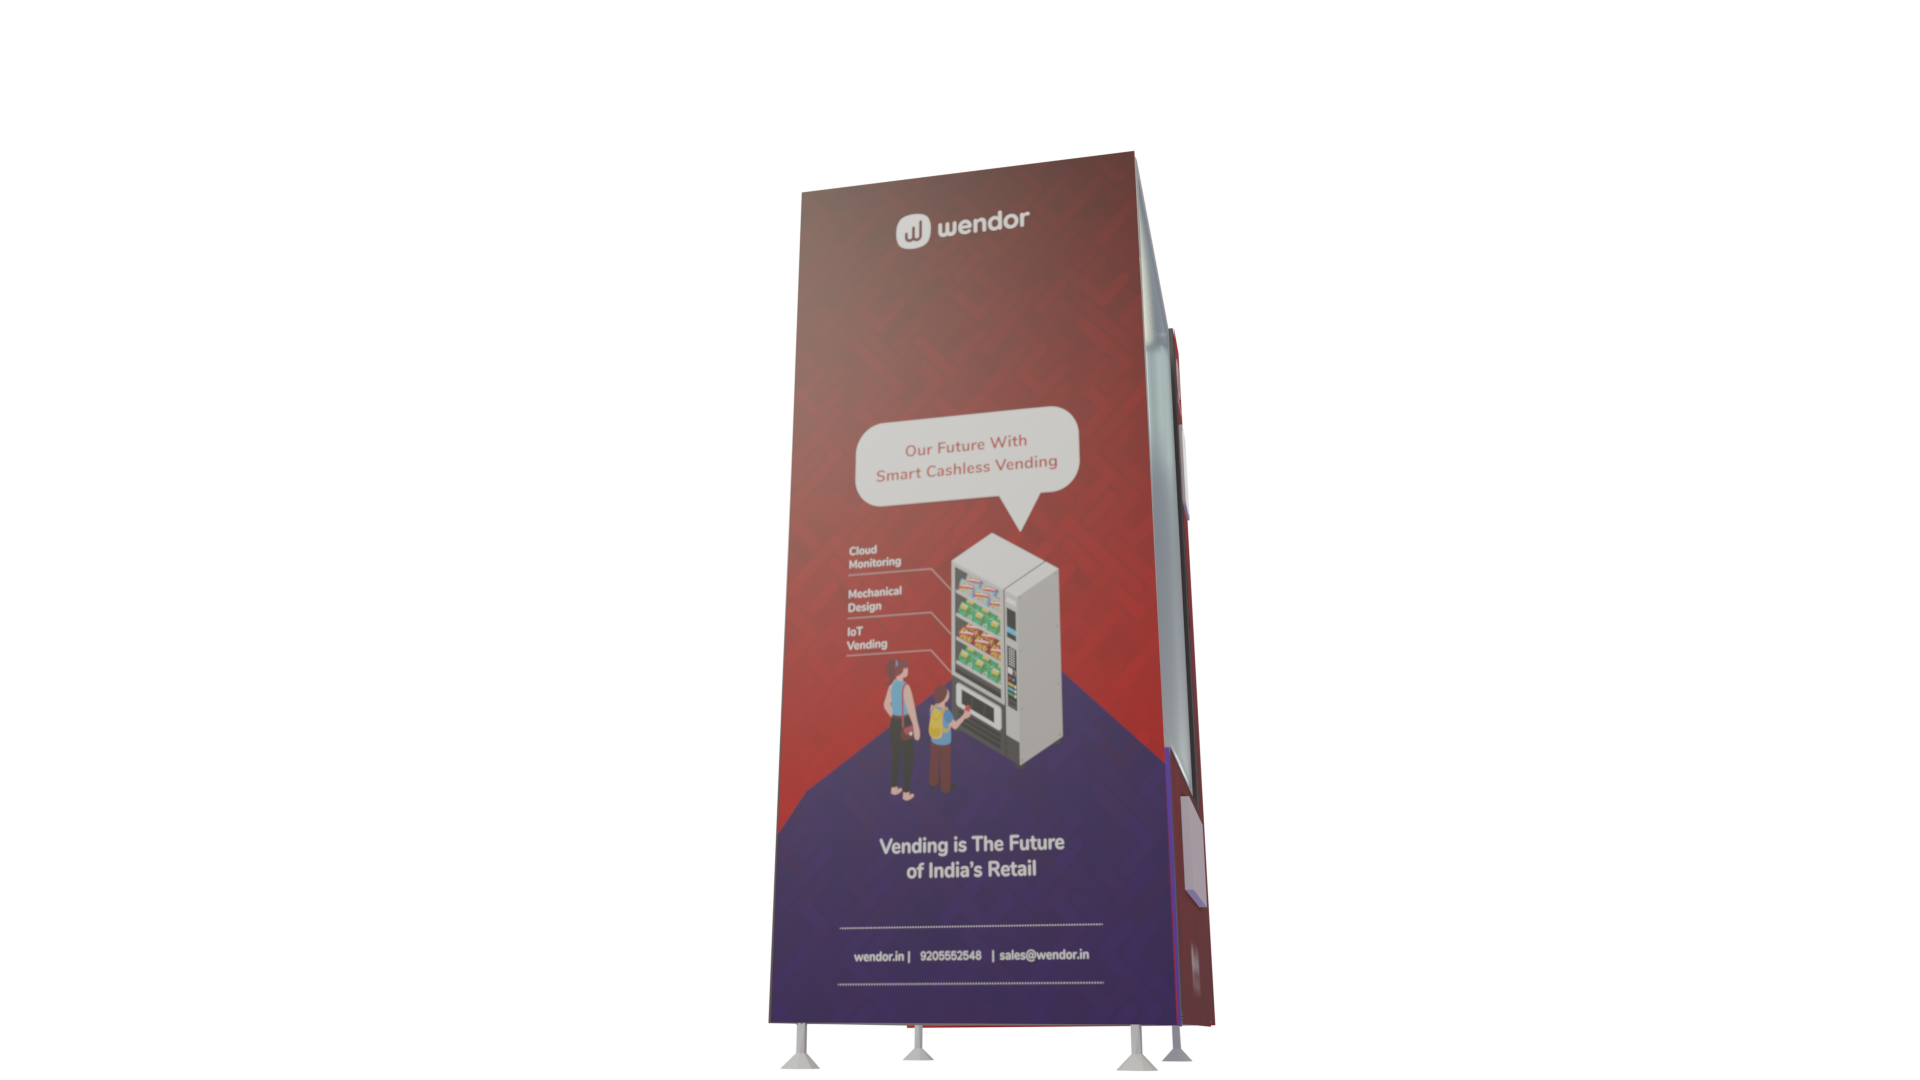 wendor
Our Future With
Smart Cashless Vending
Cloud
Monitoring
Mechanical
Design
IoT
Vending
Vending is The Future
of India's Retail
wendor.in | 9205552548 | sales@wendor.in